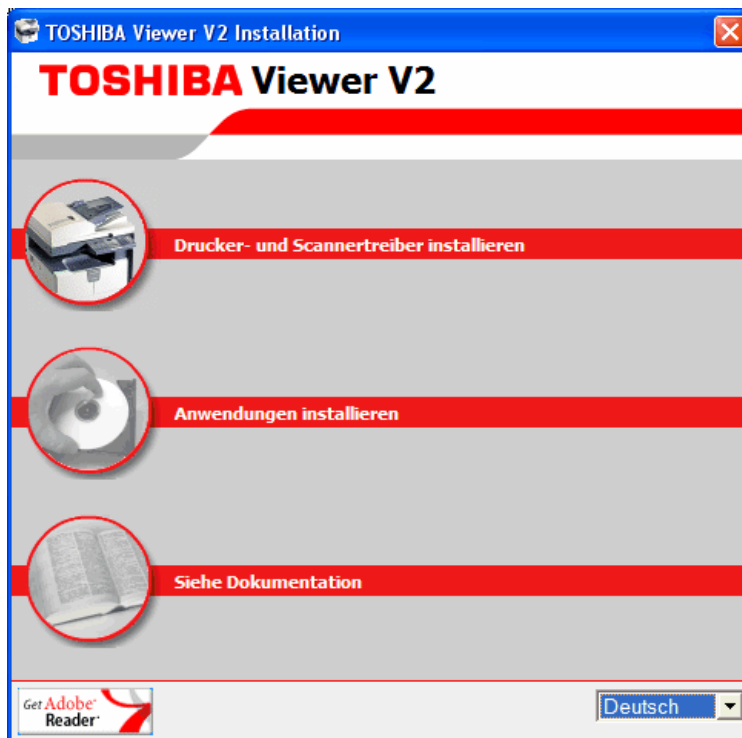 TOSHIBA Viewer V2 Installation
TOSHIBA Viewer V2
Drucker- und Scannertreiber installieren
Anwendungen installieren
Siehe Dokumentation
Get Adobe
Reader
Deutsch